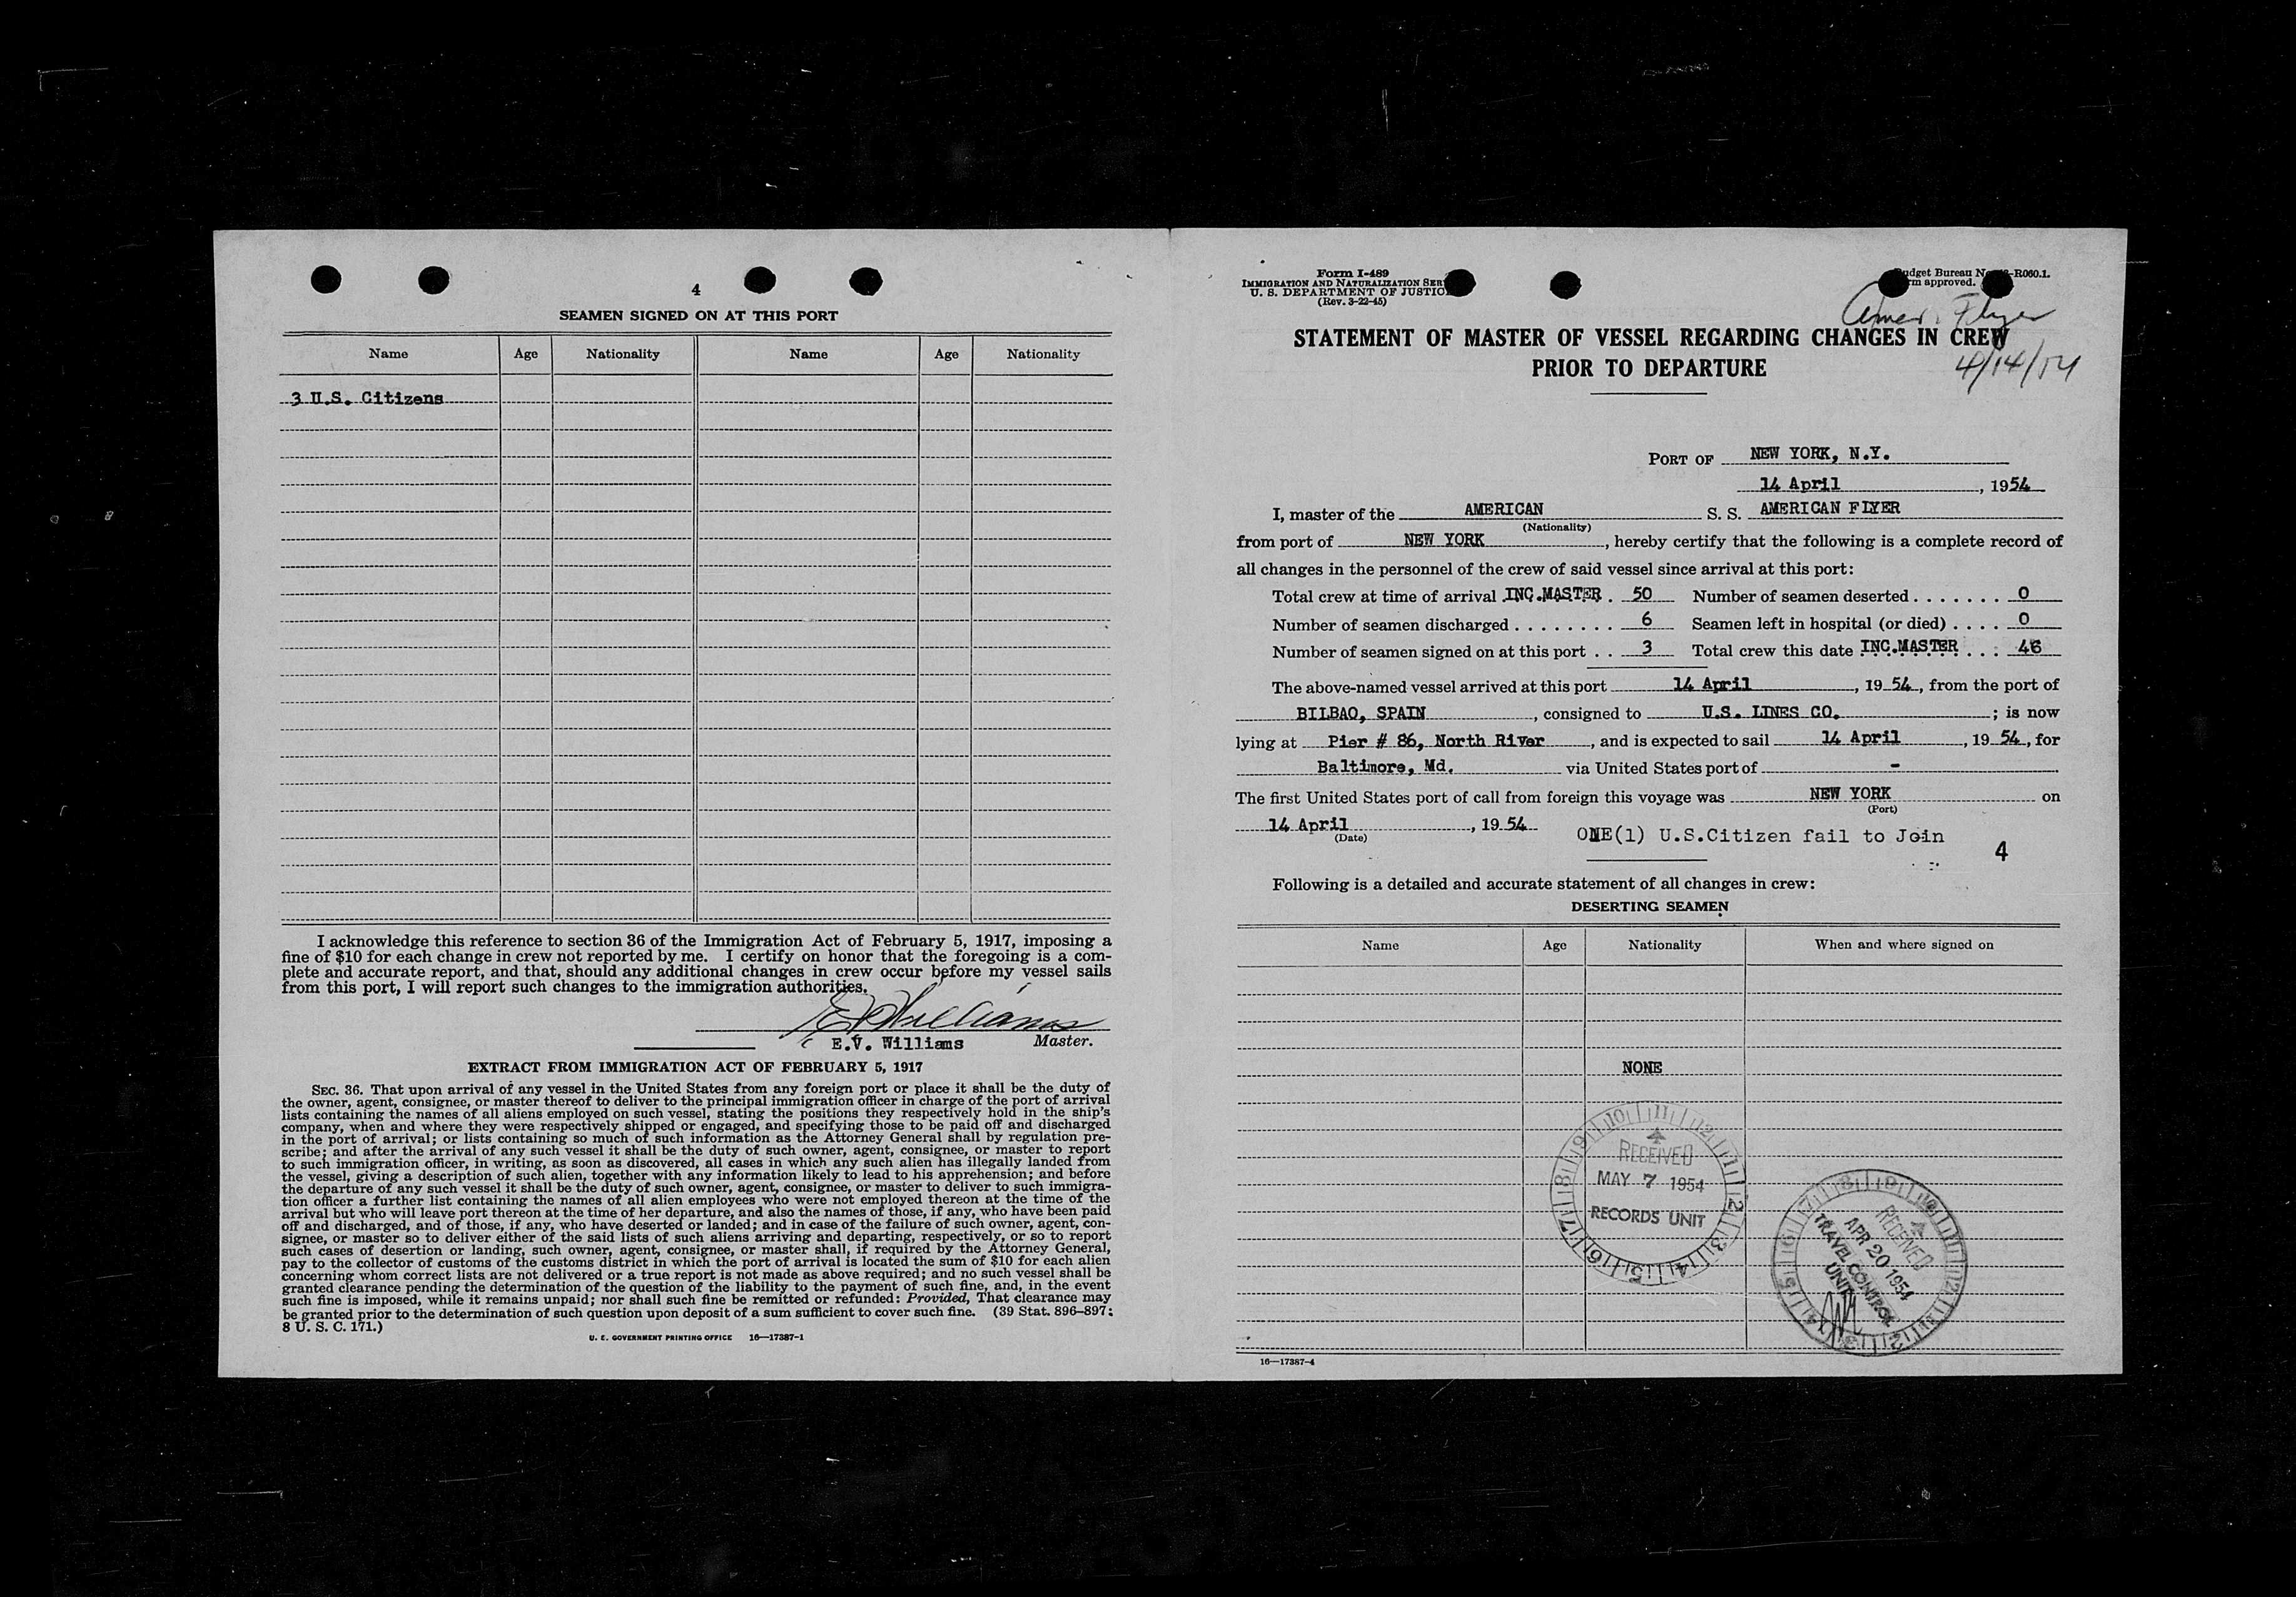 4
SEAMEN SIGNED ON AT THIS PORT
Name Age Nationality Name Age Nationality
3 U.S. Citizens
I acknowledge this reference to section 36 of the Immigration Act of February 5, 1917, imposing a
fine of $10 for each change in crew not reported by me. I certify on honor that the foregoing is a com-
plete and accurate report, and that, should any additional changes in crew occur before my vessel sails
from this port, I will report such changes to the immigration authorities.
E.V. Williams
E.V. Williams Master.
EXTRACT FROM IMMIGRATION ACT OF FEBRUARY 5, 1917
SEC. 36. That upon arrival of any vessel in the United States from any foreign port or place it shall be the duty of
the owner, agent, consignee, or master thereof to deliver to the principal immigration officer in charge of the port of arrival
lists containing the names of all aliens employed on such vessel, stating the positions they respectively hold in the ship's
company, when and where they were respectively shipped or engaged, and specifying those to be paid off and discharged
in the port of arrival; or lists containing so much of such information as the Attorney General shall by regulation pre-
scribe; and after the arrival of any such vessel it shall be the duty of such owner, agent, consignee, or master to report
to such immigration officer, in writing, as soon as discovered, all cases in which any such alien has illegally landed from
the vessel, giving a description of such alien, together with any information likely to lead to his apprehension; and before
the departure of any such vessel it shall be the duty of such owner, agent, consignee, or master to deliver to such immigra-
tion officer a further list containing the names of all alien employees who were not employed thereon at the time of the
arrival but who will leave port thereon at the time of her departure, and also the names of those, if any, who have been paid
off and discharged, and of those, if any, who have deserted or landed; and in case of the failure of such owner, agent, con-
signee, or master so to deliver either of the said lists of such aliens arriving and departing, respectively, or so to report
such cases of desertion or landing, such owner, agent, consignee, or master shall, if required by the Attorney General,
pay to the collector of customs of the customs district in which the port of arrival is located the sum of $10 for each alien
concerning whom correct lists are not delivered or a true report is not made as above required; and no such vessel shall be
granted clearance pending the determination of the question of the liability to the payment of such fine, and, in the event
such fine is imposed, while it remains unpaid; nor shall such fine be remitted or refunded: Provided, That clearance may
be granted prior to the determination of such question upon deposit of a sum sufficient to cover such fine. (39 Stat. 896–897;
8 U. S. C. 171.)
U. S. GOVERNMENT PRINTING OFFICE 16—17387-1
Form I-489
IMMIGRATION AND NATURALIZATION SER
U. S. DEPARTMENT OF JUSTIC
(Rev. 3-22-45)
udget Bureau N -R060.1.
rm approved.
Amer. Flyer
4/14/54
STATEMENT OF MASTER OF VESSEL REGARDING CHANGES IN CREW
PRIOR TO DEPARTURE
PORT OF NEW YORK, N.Y.
14 April, 1954
I, master of the AMERICAN S. S. AMERICAN FLYER
(Nationality)
from port of NEW YORK, hereby certify that the following is a complete record of
all changes in the personnel of the crew of said vessel since arrival at this port:
Total crew at time of arrival INC.MASTER . 50 Number of seamen deserted . . . . . . . 0
Number of seamen discharged . . . . . . . . 6 Seamen left in hospital (or died) . . . . 0
Number of seamen signed on at this port . . 3 Total crew this date INC.MASTER . . . 46
The above-named vessel arrived at this port 14 April, 19 54, from the port of
BILBAO, SPAIN, consigned to U.S. LINES CO.; is now
lying at Pier # 86, North River, and is expected to sail 14 April, 19 54, for
Baltimore, Md. via United States port of -
The first United States port of call from foreign this voyage was NEW YORK on
(Port)
14 April, 19 54
(Date)
ONE(1) U.S.Citizen fail to Join
4
Following is a detailed and accurate statement of all changes in crew:
DESERTING SEAMEN
Name Age Nationality When and where signed on
NONE
RECEIVED
MAY 7 1954
RECORDS UNIT
RECEIVED
APR 20 1954
TRAVEL CONTROL
UNIT
16—17387-4